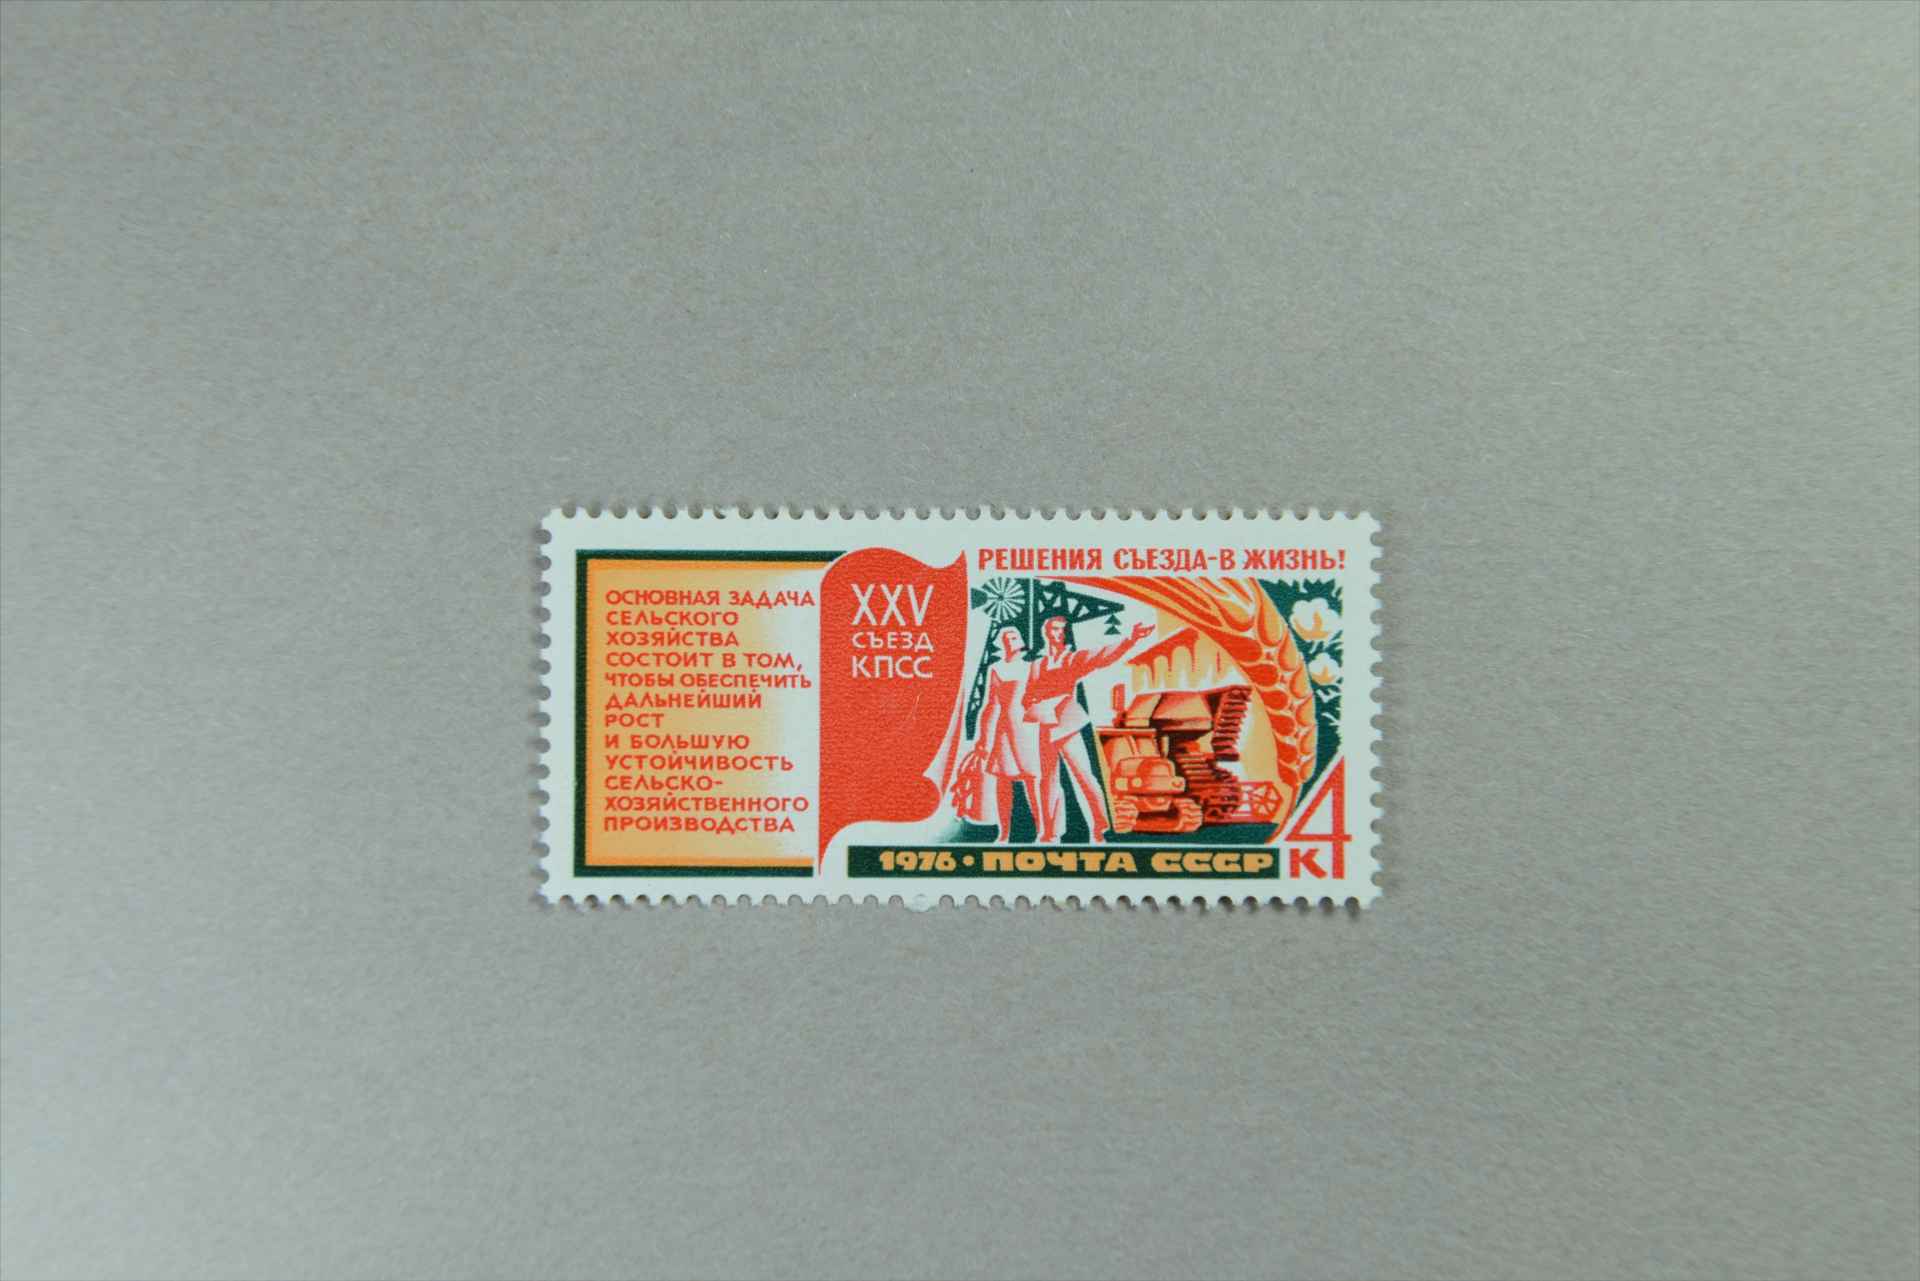 ОСНОВНАЯ ЗАДАЧА
СЕЛЬСКОГО
ХОЗЯЙСТВА
СОСТОИТ В ТОМ,
ЧТОБЫ ОБЕСПЕЧИТЬ
ДАЛЬНЕЙШИЙ
РОСТ
И БОЛЬШУЮ
УСТОЙЧИВОСТЬ
СЕЛЬСКО-
ХОЗЯЙСТВЕННОГО
ПРОИЗВОДСТВА
XXV
СЪЕЗД
КПСС
РЕШЕНИЯ СЪЕЗДА-В ЖИЗНЬ!
1976•ПОЧТА СССР
4
К